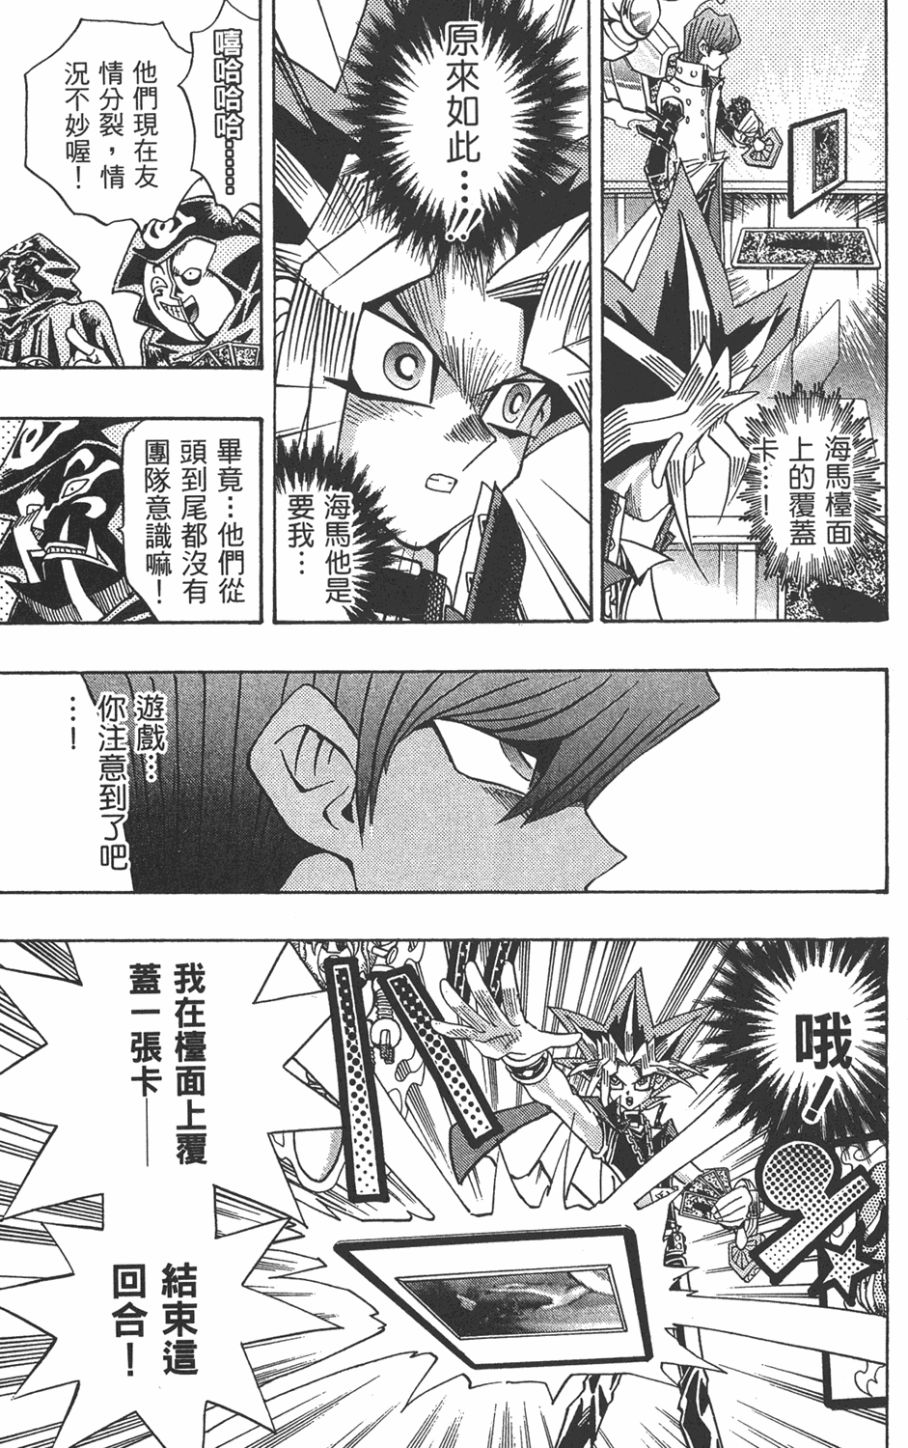 海馬檯面
上的覆蓋
卡…！
原來如此…!!
海馬他是
要我…
嘻哈哈哈……
他們現在友
情分裂，情
況不妙喔！
畢竟…他們從
頭到尾都沒有
團隊意識嘛！
遊戲…
你注意到了吧
…！
哦！
我在檯面上覆
蓋一張卡——
結束這
回合！